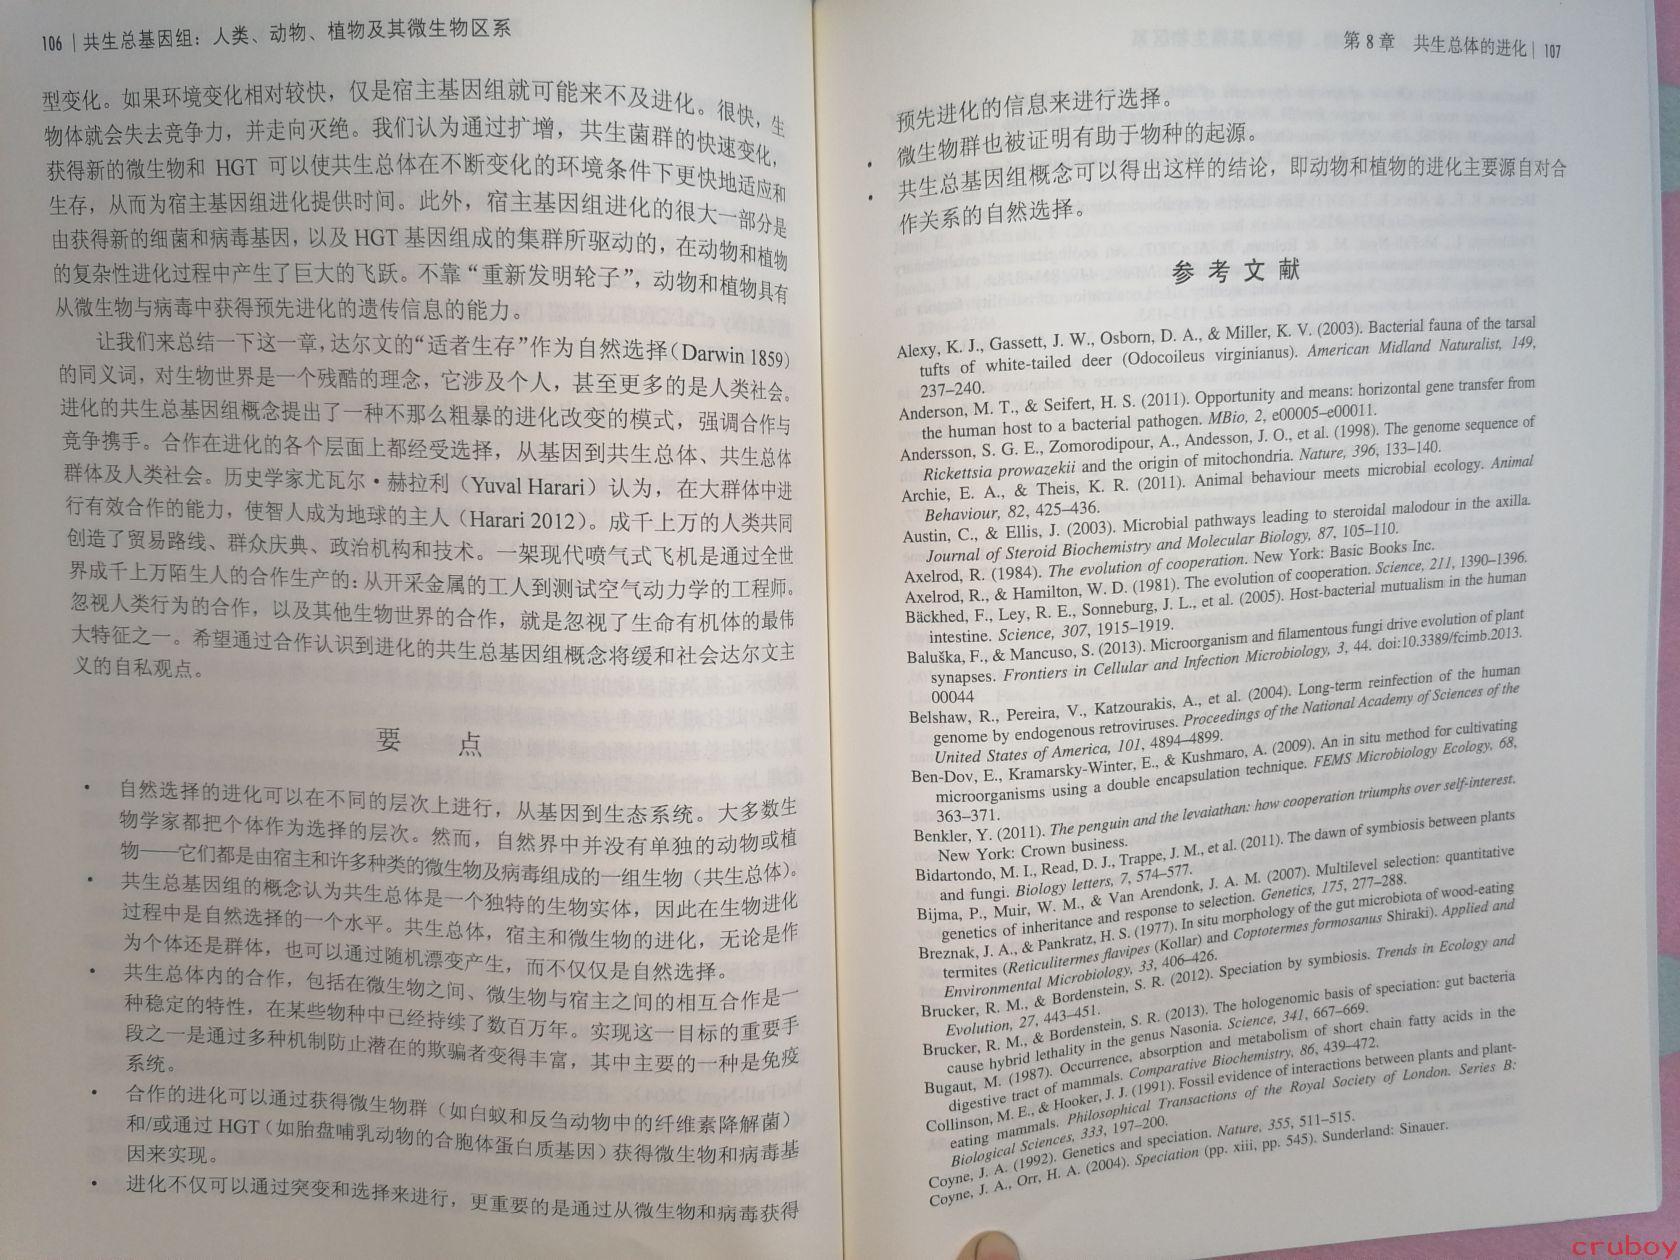 106 | 共生总基因组：人类、动物、植物及其微生物区系
型变化。如果环境变化相对较快，仅是宿主基因组就可能来不及进化。很快，生
物体就会失去竞争力，并走向灭绝。我们认为通过扩增，共生菌群的快速变化，
获得新的微生物和 HGT 可以使共生总体在不断变化的环境条件下更快地适应和
生存，从而为宿主基因组进化提供时间。此外，宿主基因组进化的很大一部分是
由获得新的细菌和病毒基因，以及 HGT 基因组成的集群所驱动的，在动物和植物
的复杂性进化过程中产生了巨大的飞跃。不靠“重新发明轮子”，动物和植物具有
从微生物与病毒中获得预先进化的遗传信息的能力。
让我们来总结一下这一章，达尔文的“适者生存”作为自然选择（Darwin 1859）
的同义词，对生物世界是一个残酷的理念，它涉及个人，甚至更多的是人类社会。
进化的共生总基因组概念提出了一种不那么粗暴的进化改变的模式，强调合作与
竞争携手。合作在进化的各个层面上都经受选择，从基因到共生总体、共生总体
群体及人类社会。历史学家尤瓦尔·赫拉利（Yuval Harari）认为，在大群体中进
行有效合作的能力，使智人成为地球的主人（Harari 2012）。成千上万的人类共同
创造了贸易路线、群众庆典、政治机构和技术。一架现代喷气式飞机是通过全世
界成千上万陌生人的合作生产的：从开采金属的工人到测试空气动力学的工程师。
忽视人类行为的合作，以及其他生物世界的合作，就是忽视了生命有机体的最伟
大特征之一。希望通过合作认识到进化的共生总基因组概念将缓和社会达尔文主
义的自私观点。
要 点
• 自然选择的进化可以在不同的层次上进行，从基因到生态系统。大多数生
物学家都把个体作为选择的层次。然而，自然界中并没有单独的动物或植
物——它们都是由宿主和许多种类的微生物及病毒组成的一组生物（共生总体）。
• 共生总基因组的概念认为共生总体是一个独特的生物实体，因此在生物进化
过程中是自然选择的一个水平。共生总体，宿主和微生物的进化，无论是作
为个体还是群体，也可以通过随机漂变产生，而不仅仅是自然选择。
• 共生总体内的合作，包括在微生物之间、微生物与宿主之间的相互合作是一
种稳定的特性，在某些物种中已经持续了数百万年。实现这一目标的重要手
段之一是通过多种机制防止潜在的欺骗者变得丰富，其中主要的一种是免疫
系统。
• 合作的进化可以通过获得微生物群（如白蚁和反刍动物中的纤维素降解菌）
和/或通过 HGT（如胎盘哺乳动物的合胞体蛋白质基因）获得微生物和病毒基
因来实现。
• 进化不仅可以通过突变和选择来进行，更重要的是通过从微生物和病毒获得
第 8 章 共生总体的进化 | 107
预先进化的信息来进行选择。
• 微生物群也被证明有助于物种的起源。
• 共生总基因组概念可以得出这样的结论，即动物和植物的进化主要源自对合
作关系的自然选择。
参 考 文 献
Alexy, K. J., Gassett, J. W., Osborn, D. A., & Miller, K. V. (2003). Bacterial fauna of the tarsal
tufts of white-tailed deer (Odocoileus virginianus). American Midland Naturalist, 149,
237–240.
Anderson, M. T., & Seifert, H. S. (2011). Opportunity and means: horizontal gene transfer from
the human host to a bacterial pathogen. MBio, 2, e00005–e00011.
Andersson, S. G. E., Zomorodipour, A., Andesson, J. O., et al. (1998). The genome sequence of
Rickettsia prowazekii and the origin of mitochondria. Nature, 396, 133–140.
Archie, E. A., & Theis, K. R. (2011). Animal behaviour meets microbial ecology. Animal
Behaviour, 82, 425–436.
Austin, C., & Ellis, J. (2003). Microbial pathways leading to steroidal malodour in the axilla.
Journal of Steroid Biochemistry and Molecular Biology, 87, 105–110.
Axelrod, R. (1984). The evolution of cooperation. New York: Basic Books Inc.
Axelrod, R., & Hamilton, W. D. (1981). The evolution of cooperation. Science, 211, 1390–1396.
Bäckhed, F., Ley, R. E., Sonneburg, J. L., et al. (2005). Host-bacterial mutualism in the human
intestine. Science, 307, 1915–1919.
Baluška, F., & Mancuso, S. (2013). Microorganism and filamentous fungi drive evolution of plant
synapses. Frontiers in Cellular and Infection Microbiology, 3, 44. doi:10.3389/fcimb.2013.
00044
Belshaw, R., Pereira, V., Katzourakis, A., et al. (2004). Long-term reinfection of the human
genome by endogenous retroviruses. Proceedings of the National Academy of Sciences of the
United States of America, 101, 4894–4899.
Ben-Dov, E., Kramarsky-Winter, E., & Kushmaro, A. (2009). An in situ method for cultivating
microorganisms using a double encapsulation technique. FEMS Microbiology Ecology, 68,
363–371.
Benkler, Y. (2011). The penguin and the levaiathan: how cooperation triumphs over self-interest.
New York: Crown business.
Bidartondo, M. I., Read, D. J., Trappe, J. M., et al. (2011). The dawn of symbiosis between plants
and fungi. Biology letters, 7, 574–577.
Bijma, P., Muir, W. M., & Van Arendonk, J. A. M. (2007). Multilevel selection: quantitative
genetics of inheritance and response to selection. Genetics, 175, 277–288.
Breznak, J. A., & Pankratz, H. S. (1977). In situ morphology of the gut microbiota of wood-eating
termites (Reticulitermes flavipes (Kollar) and Coptotermes formosanus Shiraki). Applied and
Environmental Microbiology, 33, 406–426.
Brucker, R. M., & Bordenstein, S. R. (2012). Speciation by symbiosis. Trends in Ecology and
Evolution, 27, 443–451.
Brucker, R. M., & Bordenstein, S. R. (2013). The hologenomic basis of speciation: gut bacteria
cause hybrid lethality in the genus Nasonia. Science, 341, 667–669.
Bugaut, M. (1987). Occurrence, absorption and metabolism of short chain fatty acids in the
digestive tract of mammals. Comparative Biochemistry, 86, 439–472.
Collinson, M. E., & Hooker, J. J. (1991). Fossil evidence of interactions between plants and plant-
eating mammals. Philosophical Transactions of the Royal Society of London. Series B:
Biological Sciences, 333, 197–200.
Coyne, J. A. (1992). Genetics and speciation. Nature, 355, 511–515.
Coyne, J. A., Orr, H. A. (2004). Speciation (pp. xiii, pp. 545). Sunderland: Sinauer.
cruboy